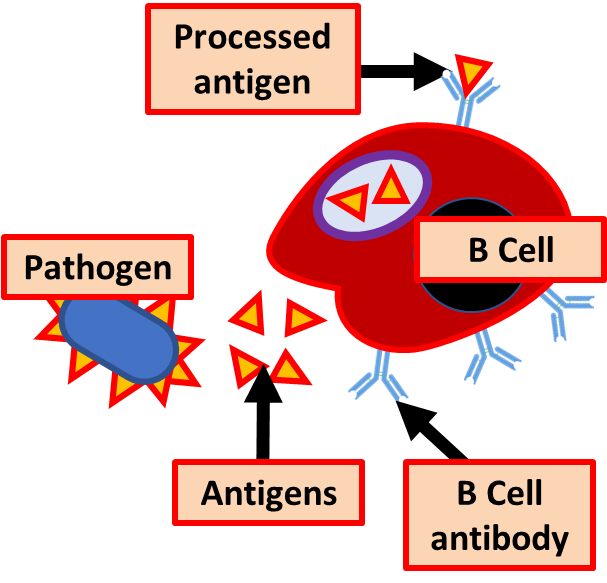 Processed
antigen
B Cell
Pathogen
Antigens
B Cell
antibody